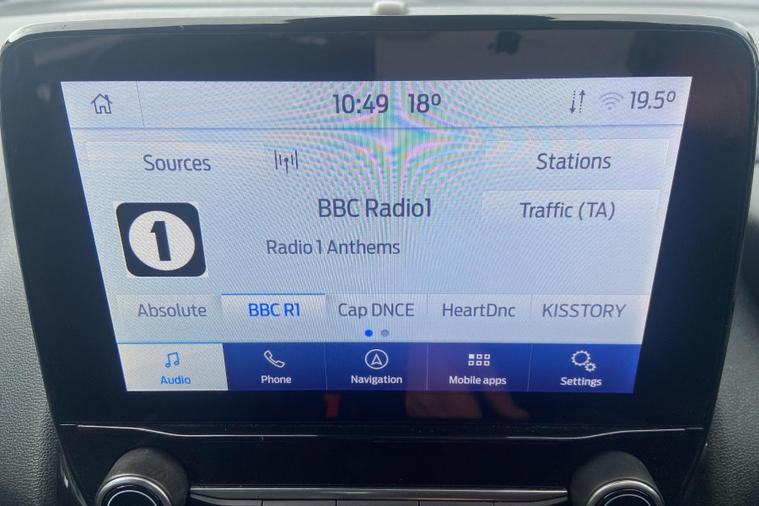 10:49 18º 19.5º
Sources Stations
BBC Radio1 Traffic (TA)
1
Radio 1 Anthems
Absolute BBC R1 Cap DNCE HeartDnc KISSTORY
Audio Phone Navigation Mobile apps Settings